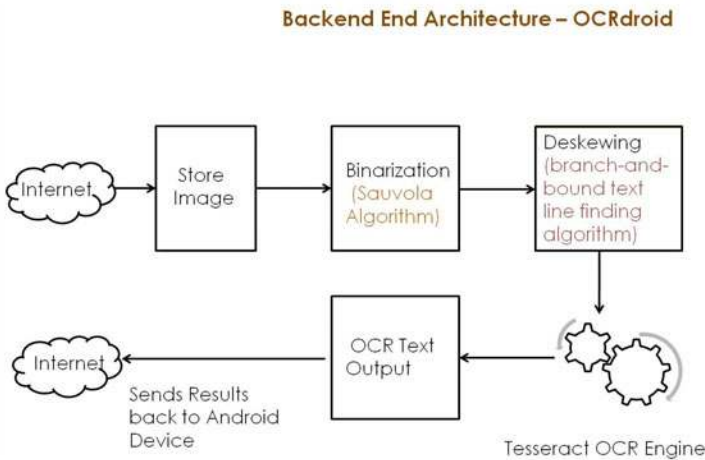 Backend End Architecture – OCRdroid
Internet
Store
Image
Binarization
(Sauvola
Algorithm)
Deskewing
(branch-and-
bound text
line finding
algorithm)
Internet
Sends Results
back to Android
Device
OCR Text
Output
Tesseract OCR Engine